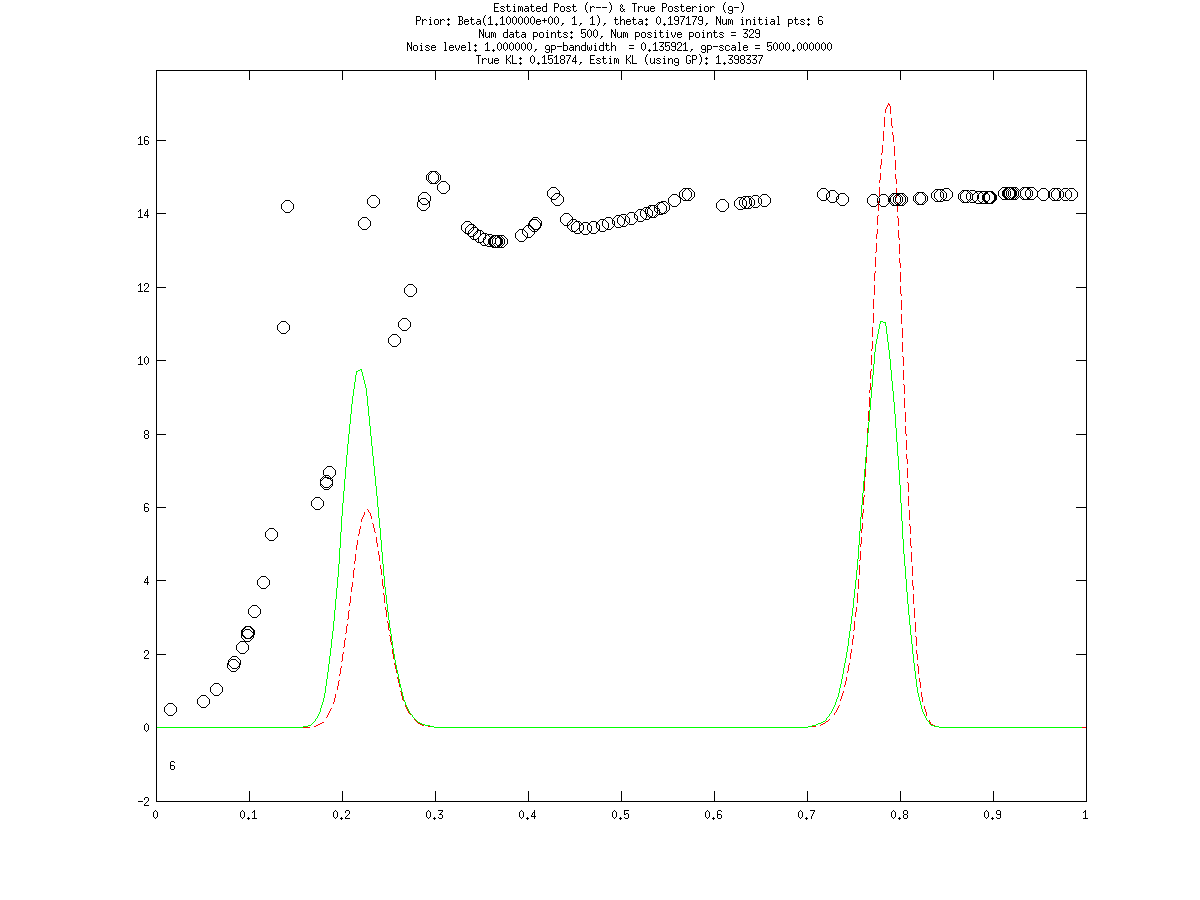 Estimated Post (r--) & True Posterior (g-)
Prior: Beta(1.100000e+00, 1, 1), theta: 0.197179, Num initial pts: 6
Num data points: 500, Num positive points = 329
Noise level: 1.000000, gp-bandwidth  = 0.135921, gp-scale = 5000.000000
True KL: 0.151874, Estim KL (using GP): 1.398337
16
14
12
10
8
6
4
2
0
6
-2
0 0.1 0.2 0.3 0.4 0.5 0.6 0.7 0.8 0.9 1